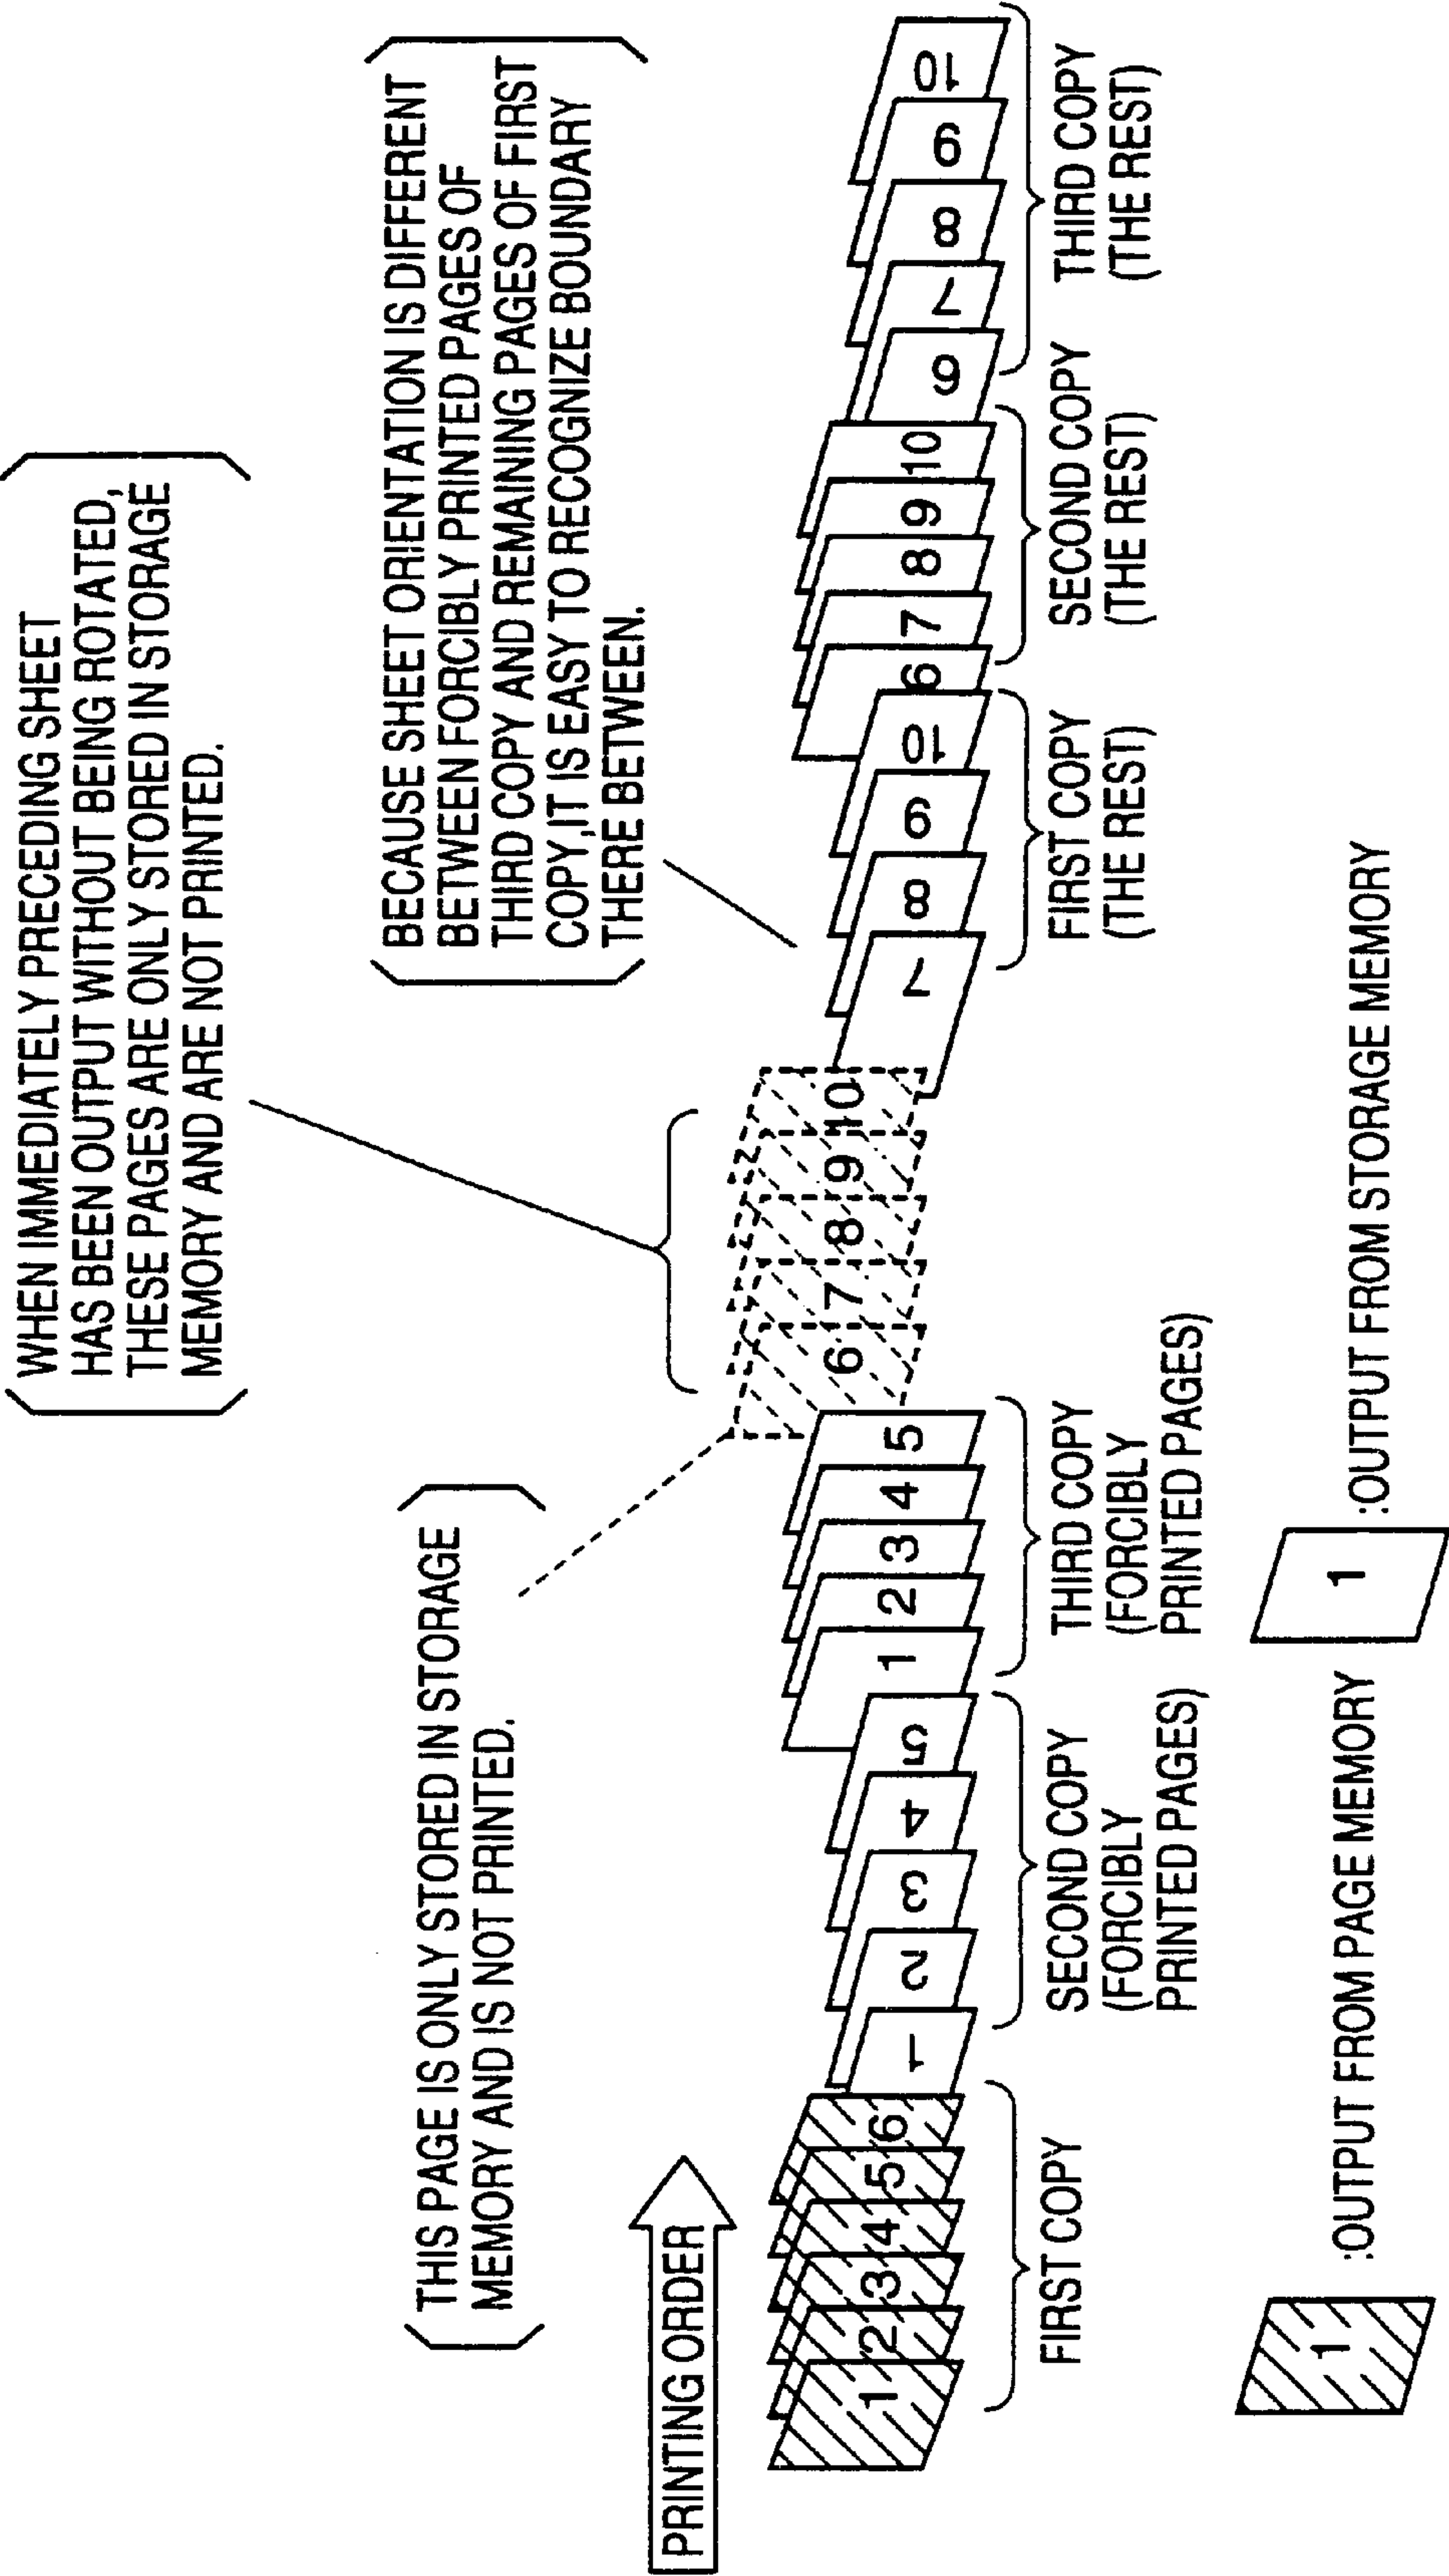 WHEN IMMEDIATELY PRECEDING SHEET
HAS BEEN OUTPUT WITHOUT BEING ROTATED,
THESE PAGES ARE ONLY STORED IN STORAGE
MEMORY AND ARE NOT PRINTED.
BECAUSE SHEET ORIENTATION IS DIFFERENT
BETWEEN FORCIBLY PRINTED PAGES OF
THIRD COPY AND REMAINING PAGES OF FIRST
COPY,IT IS EASY TO RECOGNIZE BOUNDARY
THERE BETWEEN.
THIS PAGE IS ONLY STORED IN STORAGE
MEMORY AND IS NOT PRINTED.
PRINTING ORDER
1 2 3 4 5 6
1 2 3 4 5
1 2 3 4 5
6 7 8 9 10
7 8 9 10
6 7 8 9 10
6 7 8 9 10
FIRST COPY
SECOND COPY
(FORCIBLY
PRINTED PAGES)
THIRD COPY
(FORCIBLY
PRINTED PAGES)
FIRST COPY
(THE REST)
SECOND COPY
(THE REST)
THIRD COPY
(THE REST)
1 :OUTPUT FROM PAGE MEMORY
1 :OUTPUT FROM STORAGE MEMORY